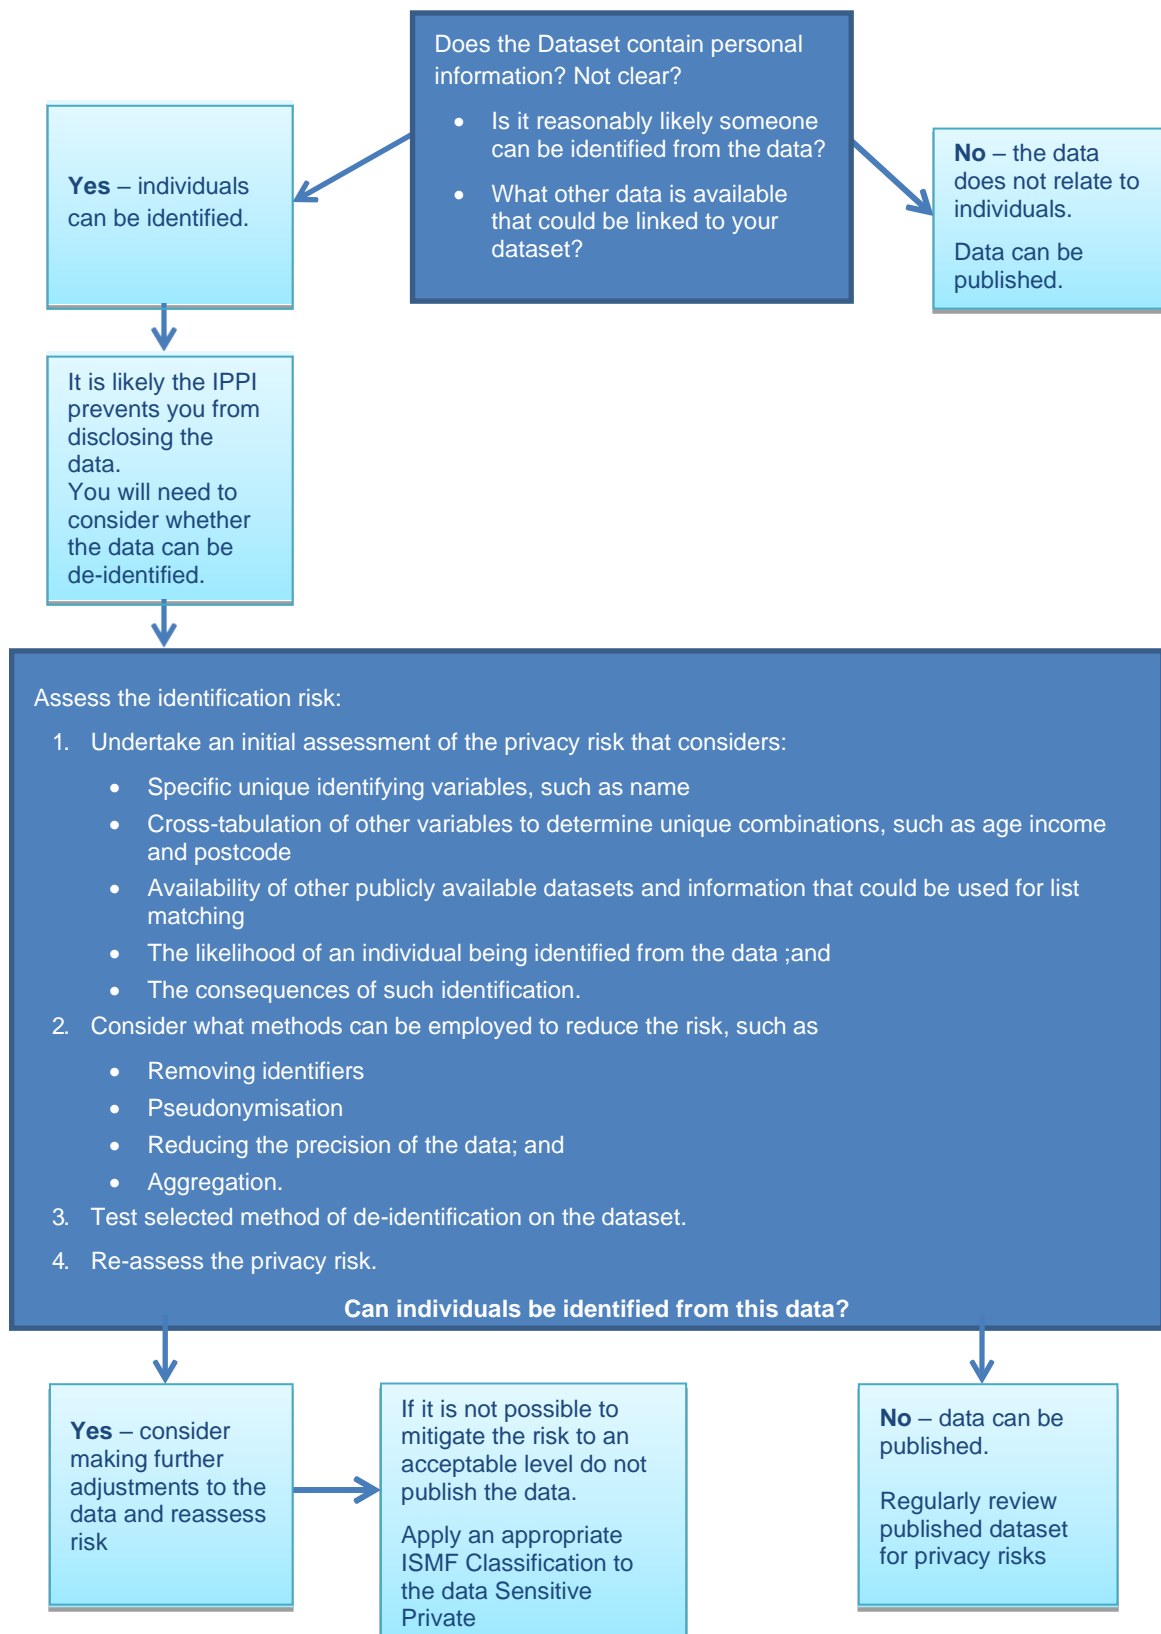 Does the Dataset contain personal
information? Not clear?
• Is it reasonably likely someone
can be identified from the data?
• What other data is available
that could be linked to your
dataset?
Yes – individuals
can be identified.
No – the data
does not relate to
individuals.
Data can be
published.
It is likely the IPPI
prevents you from
disclosing the
data.
You will need to
consider whether
the data can be
de-identified.
Assess the identification risk:
1. Undertake an initial assessment of the privacy risk that considers:
• Specific unique identifying variables, such as name
• Cross-tabulation of other variables to determine unique combinations, such as age income
and postcode
• Availability of other publicly available datasets and information that could be used for list
matching
• The likelihood of an individual being identified from the data ;and
• The consequences of such identification.
2. Consider what methods can be employed to reduce the risk, such as
• Removing identifiers
• Pseudonymisation
• Reducing the precision of the data; and
• Aggregation.
3. Test selected method of de-identification on the dataset.
4. Re-assess the privacy risk.
Can individuals be identified from this data?
Yes – consider
making further
adjustments to the
data and reassess
risk
If it is not possible to
mitigate the risk to an
acceptable level do not
publish the data.
Apply an appropriate
ISMF Classification to
the data Sensitive
Private
No – data can be
published.
Regularly review
published dataset
for privacy risks